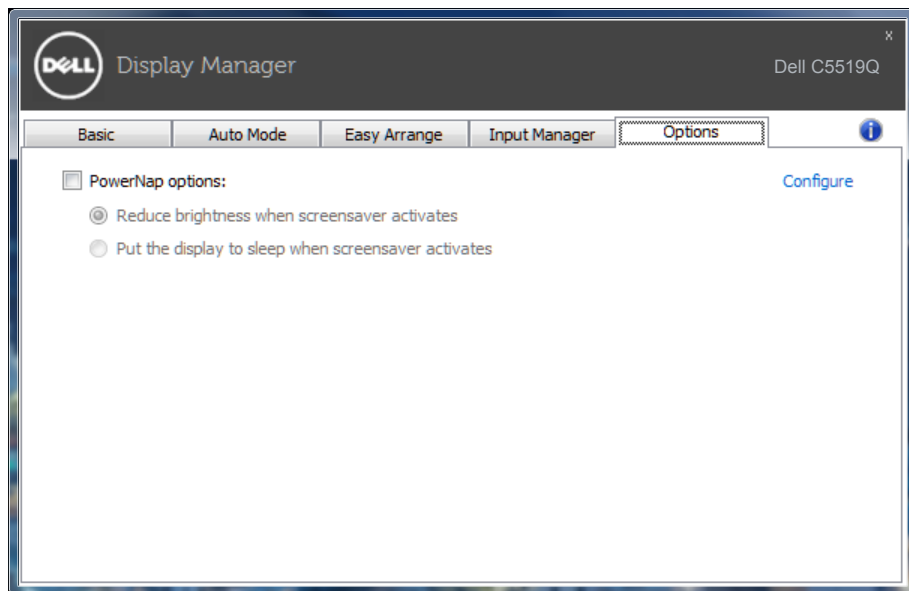 x
DELL Display Manager Dell C5519Q
Basic Auto Mode Easy Arrange Input Manager Options i
PowerNap options: Configure
Reduce brightness when screensaver activates
Put the display to sleep when screensaver activates